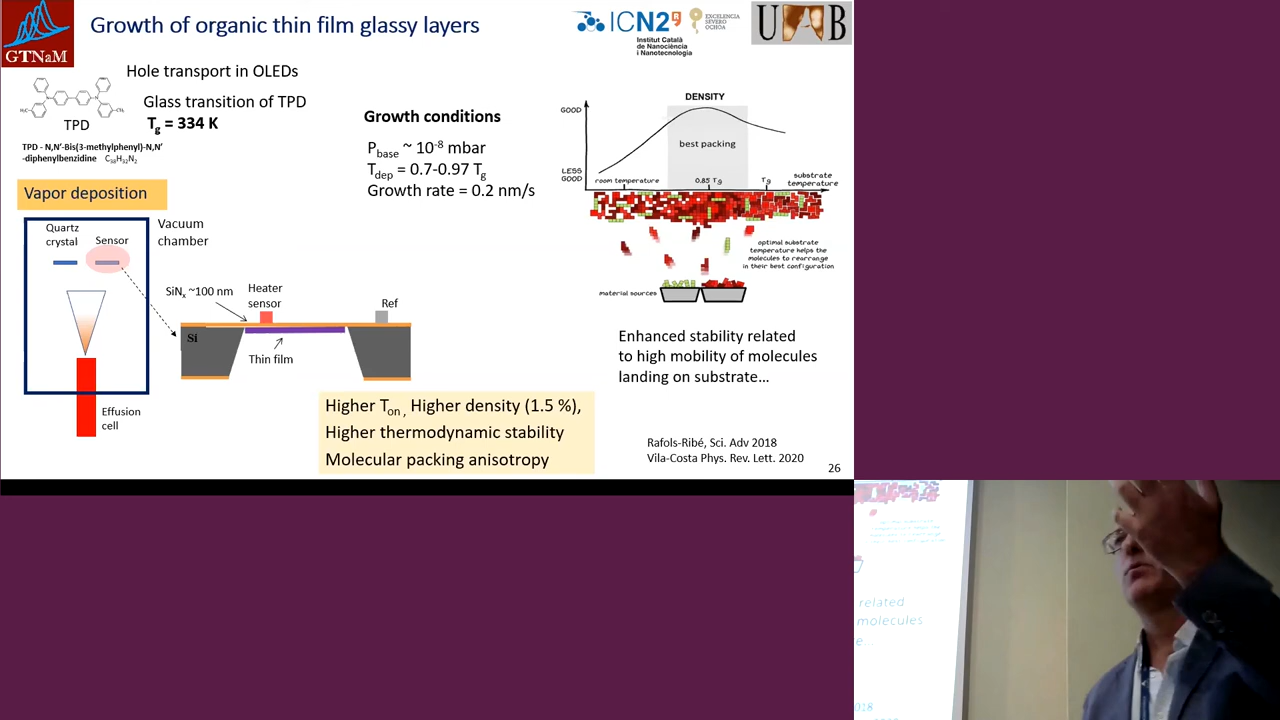 Growth of organic thin film glassy layers
GTNaM
ICN2
Institut Català
de Nanociència
i Nanotecnologia
EXCELENCIA
SEVERO
OCHOA
UAB
Hole transport in OLEDs
Glass transition of TPD
Tg = 334 K
H₃C
CH₃
TPD
TPD - N,N′-Bis(3-methylphenyl)-N,N′
-diphenylbenzidine C38H32N2
Vapor deposition
Quartz
crystal
Sensor
Vacuum
chamber
Effusion
cell
SiNx ~100 nm
Heater
sensor
Ref
Si
Thin film
Growth conditions
Pbase ~ 10-8 mbar
Tdep = 0.7-0.97 Tg
Growth rate = 0.2 nm/s
DENSITY
GOOD
best packing
LESS
GOOD
room temperature
0.85 Tg
Tg
substrate
temperature
optimal substrate
temperature helps the
molecules to rearrange
in their best configuration
material sources
Enhanced stability related
to high mobility of molecules
landing on substrate…
Higher Ton , Higher density (1.5 %),
Higher thermodynamic stability
Molecular packing anisotropy
Rafols-Ribé, Sci. Adv 2018
Vila-Costa Phys. Rev. Lett. 2020
26
related
molecules
e...
018